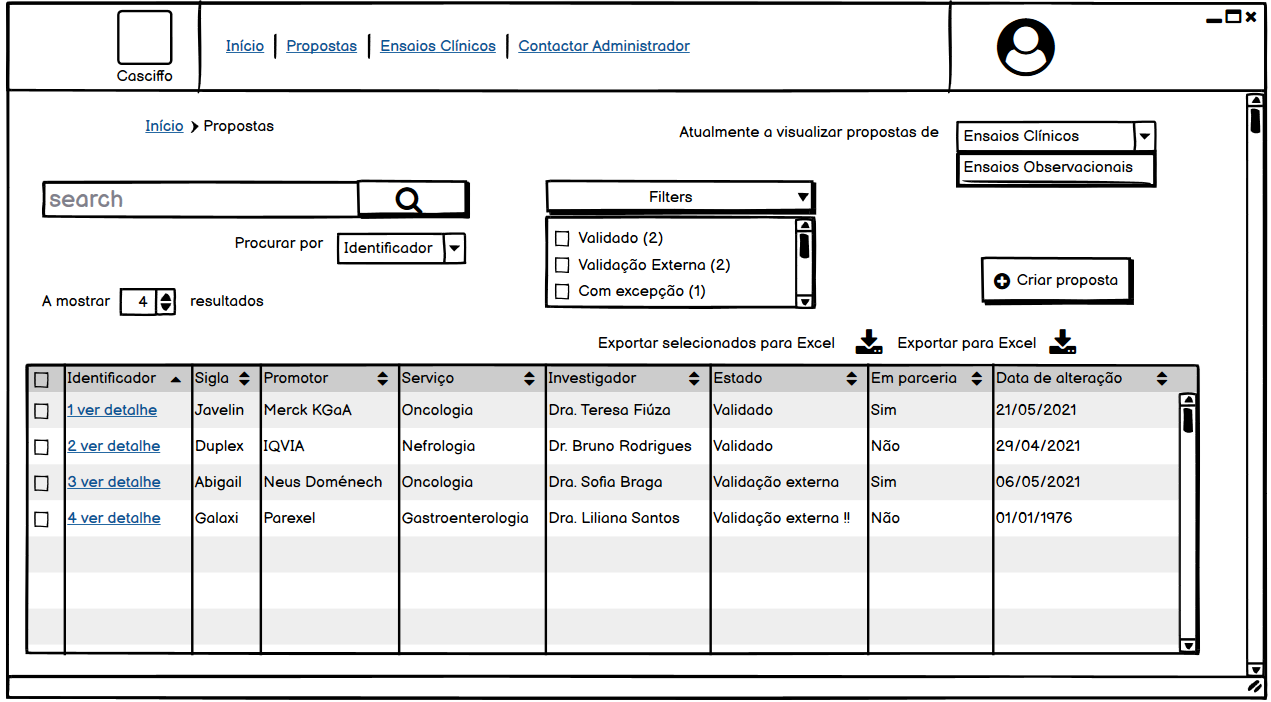 Casciffo
Início Propostas Ensaios Clínicos Contactar Administrador
Início Propostas
Atualmente a visualizar propostas de
Ensaios Clínicos
Ensaios Observacionais
search
Procurar por Identificador
A mostrar 4 resultados
Filters
Validado (2)
Validação Externa (2)
Com excepção (1)
Criar proposta
Exportar selecionados para Excel Exportar para Excel
Identificador Sigla Promotor Serviço Investigador Estado Em parceria Data de alteração
1 ver detalhe Javelin Merck KGaA Oncologia Dra. Teresa Fiúza Validado Sim 21/05/2021
2 ver detalhe Duplex IQVIA Nefrologia Dr. Bruno Rodrigues Validado Não 29/04/2021
3 ver detalhe Abigail Neus Doménech Oncologia Dra. Sofia Braga Validação externa Sim 06/05/2021
4 ver detalhe Galaxi Parexel Gastroenterologia Dra. Liliana Santos Validação externa !! Não 01/01/1976